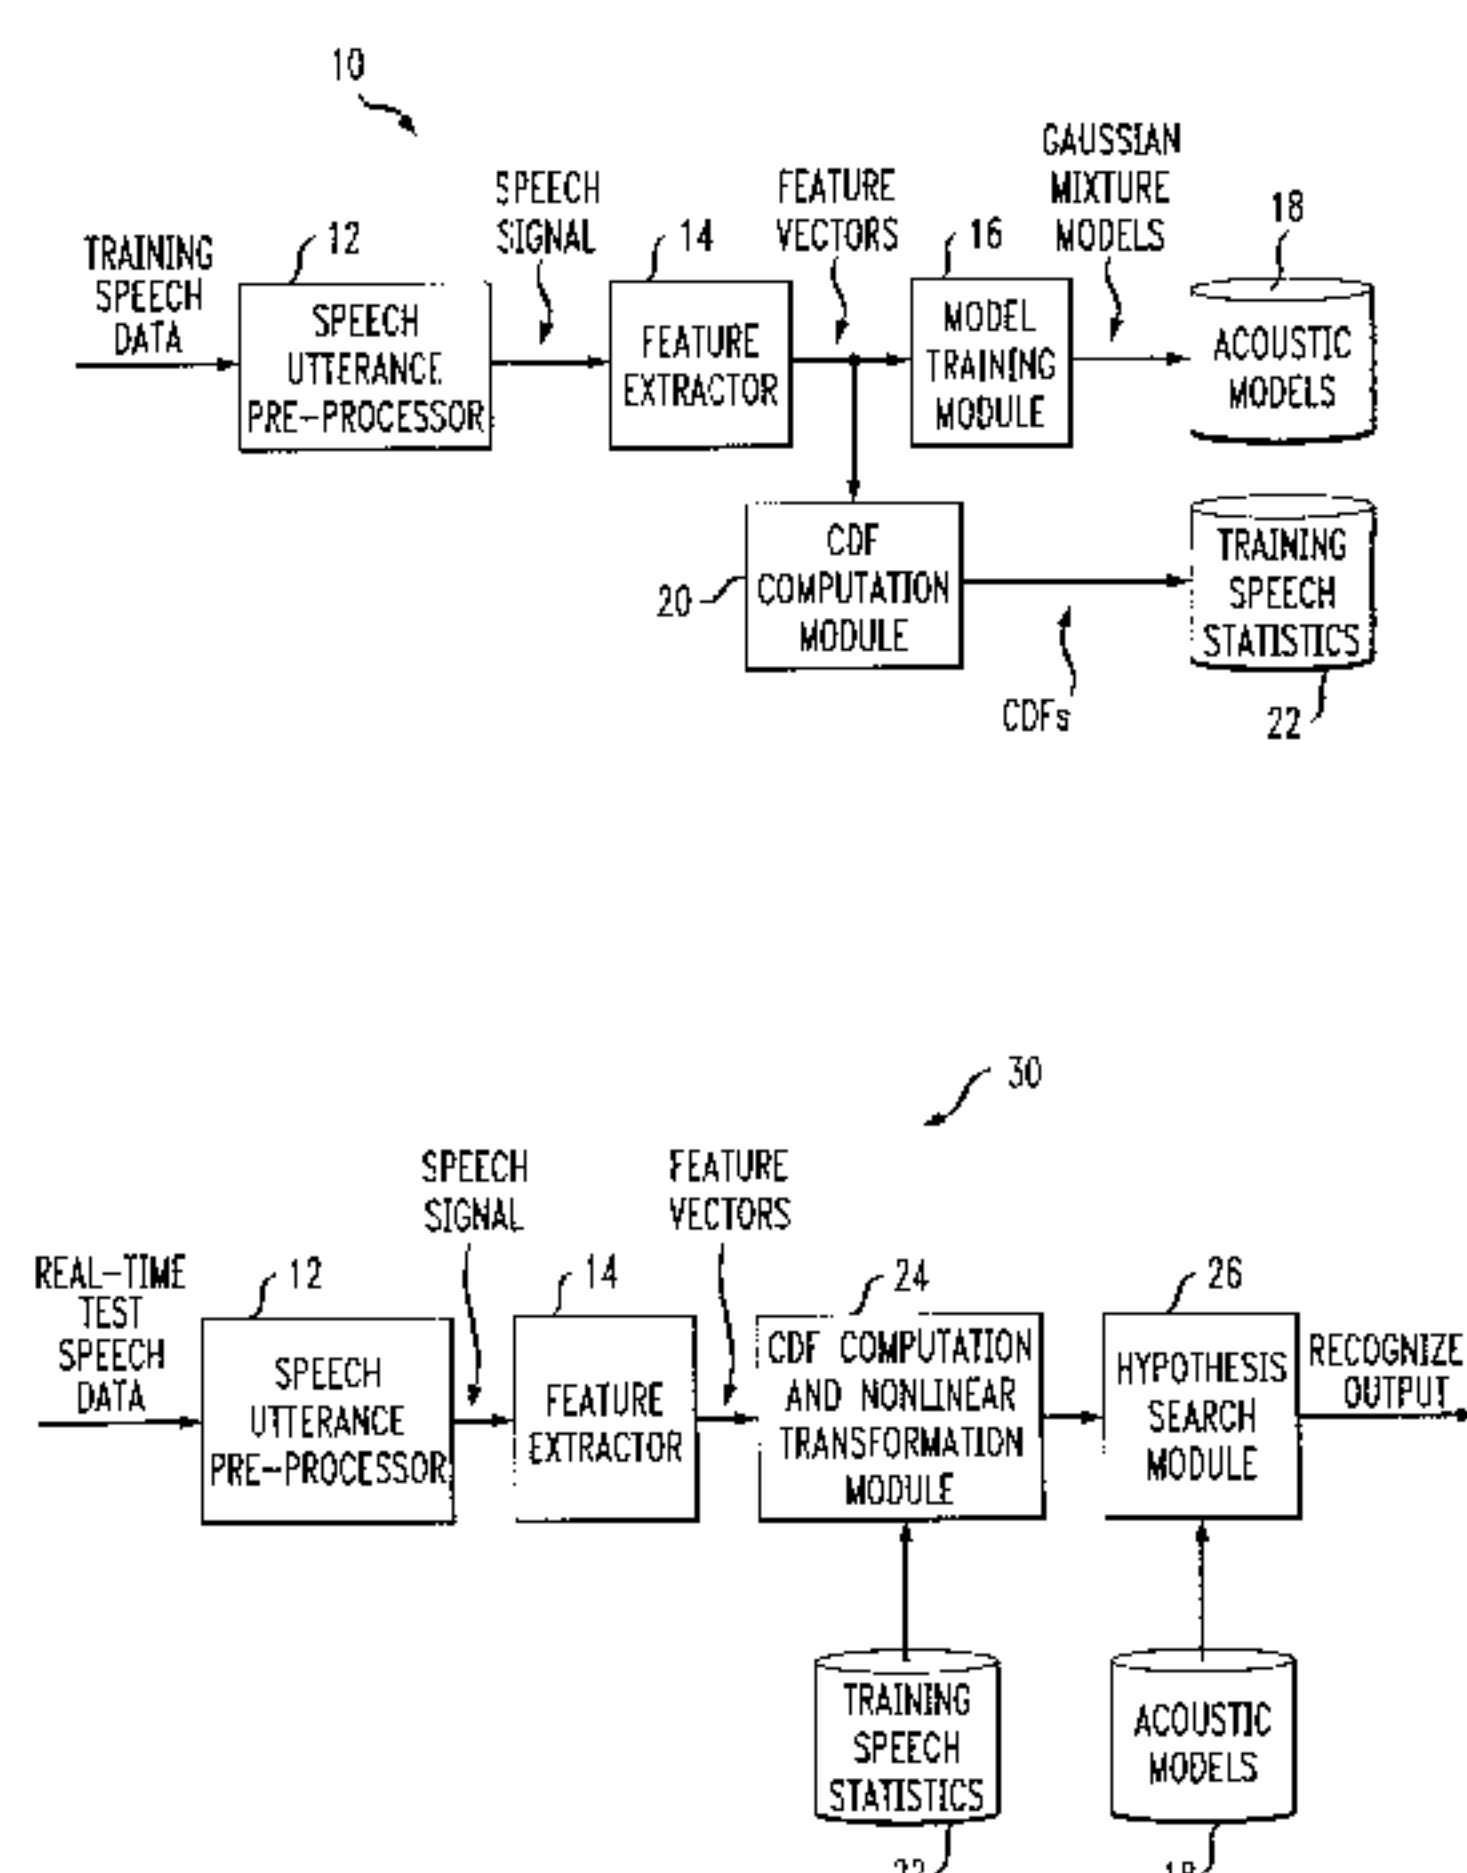 10
TRAINING
SPEECH
DATA
12
SPEECH
UTTERANCE
PRE-PROCESSOR
SPEECH
SIGNAL
14
FEATURE
EXTRACTOR
FEATURE
VECTORS
16
MODEL
TRAINING
MODULE
GAUSSIAN
MIXTURE
MODELS
18
ACOUSTIC
MODELS
20
CDF
COMPUTATION
MODULE
CDFs
TRAINING
SPEECH
STATISTICS
22
30
REAL-TIME
TEST
SPEECH
DATA
12
SPEECH
UTTERANCE
PRE-PROCESSOR
SPEECH
SIGNAL
14
FEATURE
EXTRACTOR
FEATURE
VECTORS
24
CDF COMPUTATION
AND NONLINEAR
TRANSFORMATION
MODULE
26
HYPOTHESIS
SEARCH
MODULE
RECOGNIZE
OUTPUT
TRAINING
SPEECH
STATISTICS
ACOUSTIC
MODELS